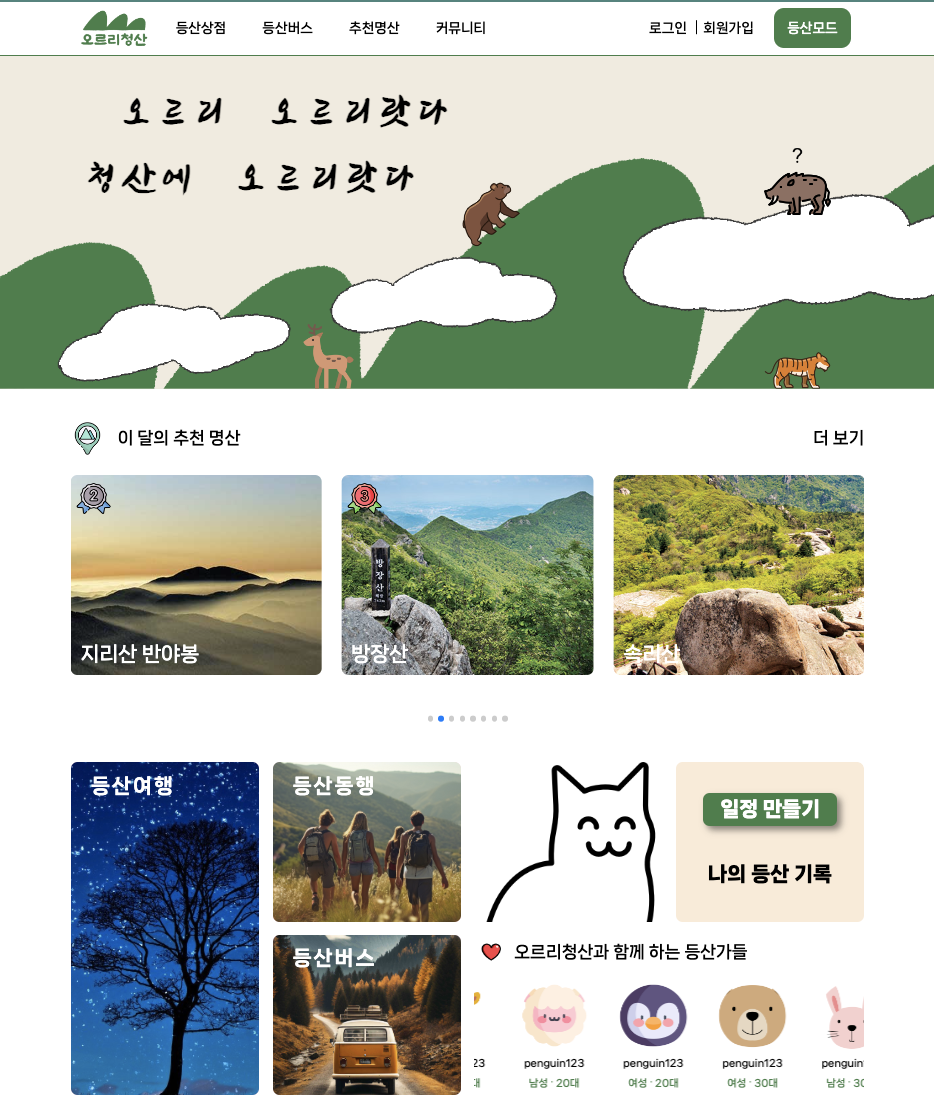 오르리청산
등산상점 등산버스 추천명산 커뮤니티
로그인 | 회원가입 등산모드
오르리 오르리랏다
청산에 오르리랏다
?
이 달의 추천 명산
더 보기
2
3
방장산
지리산 반야봉
방장산
속리산
등산여행
등산동행
일정 만들기
나의 등산 기록
등산버스
오르리청산과 함께 하는 등산가들
23 penguin123 penguin123 penguin123 penguin1
대 남성 · 20대 여성 · 20대 여성 · 30대 남성 · 30